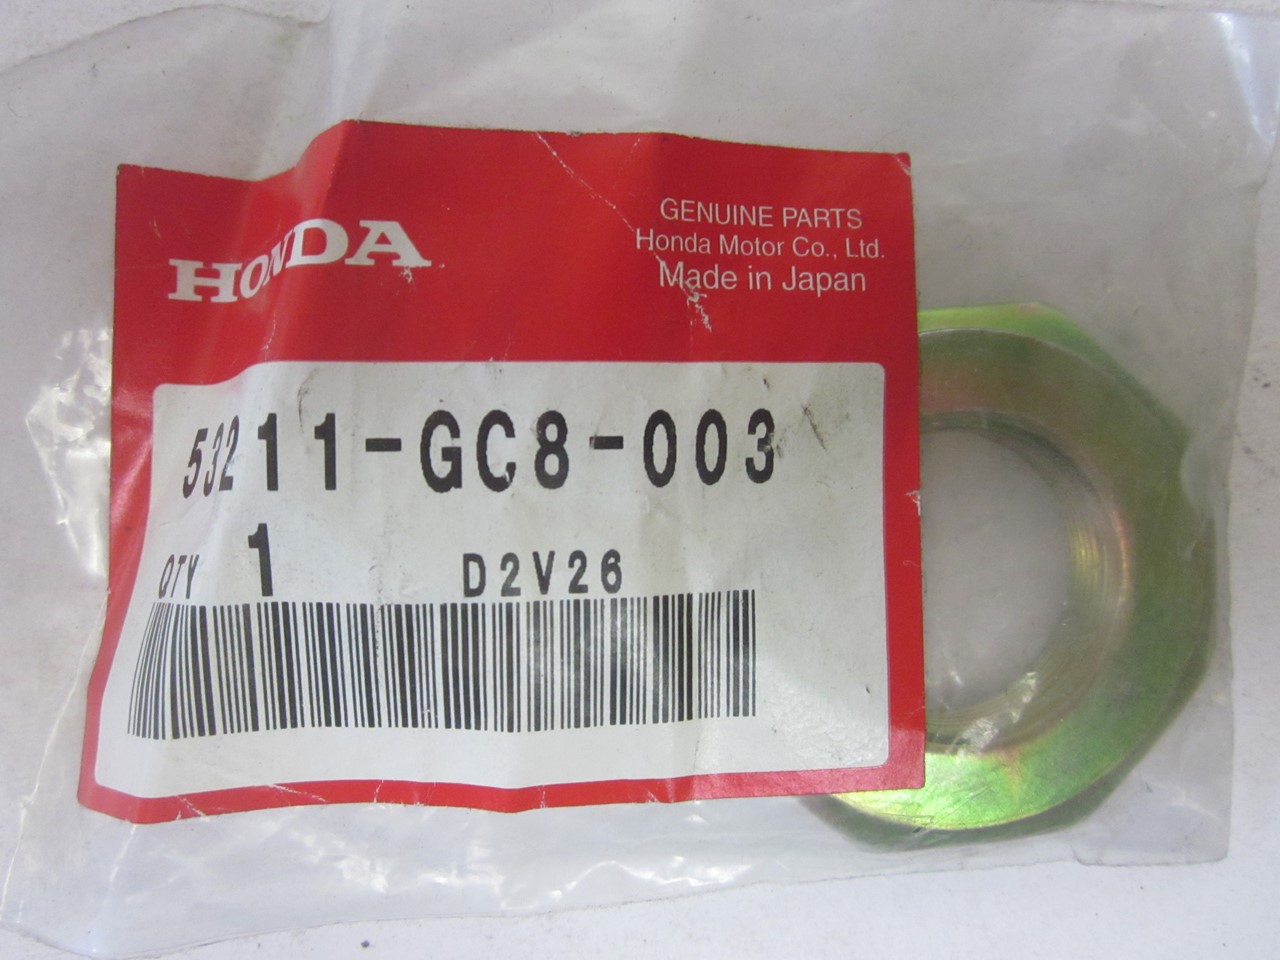 HONDA
GENUINE PARTS
Honda Motor Co., Ltd.
Made in Japan
53211-GC8-003
QTY 1 D2V26